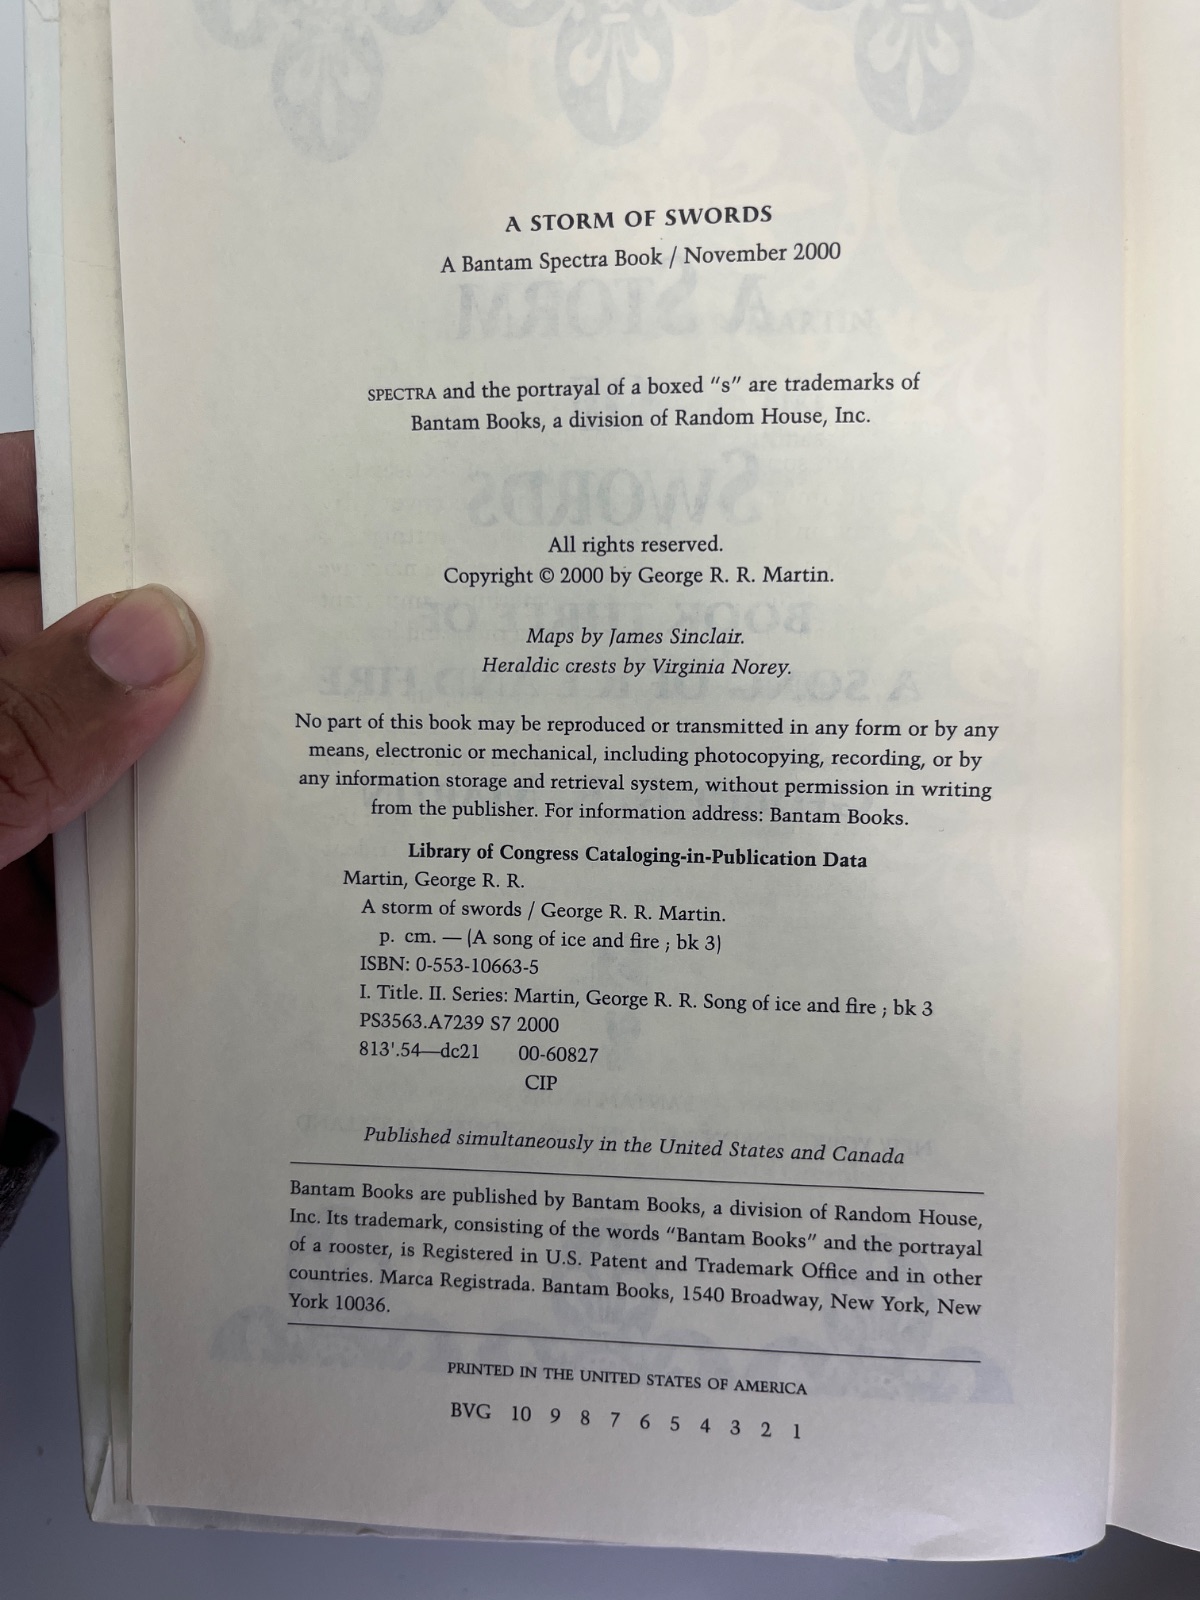 A STORM OF SWORDS
A Bantam Spectra Book / November 2000
SPECTRA and the portrayal of a boxed "s" are trademarks of
Bantam Books, a division of Random House, Inc.
All rights reserved.
Copyright © 2000 by George R. R. Martin.
Maps by James Sinclair.
Heraldic crests by Virginia Norey.
No part of this book may be reproduced or transmitted in any form or by any
means, electronic or mechanical, including photocopying, recording, or by
any information storage and retrieval system, without permission in writing
from the publisher. For information address: Bantam Books.
Library of Congress Cataloging-in-Publication Data
Martin, George R. R.
A storm of swords / George R. R. Martin.
p. cm. — (A song of ice and fire ; bk 3)
ISBN: 0-553-10663-5
I. Title. II. Series: Martin, George R. R. Song of ice and fire ; bk 3
PS3563.A7239 S7 2000
813'.54—dc21 00-60827
CIP
Published simultaneously in the United States and Canada
Bantam Books are published by Bantam Books, a division of Random House,
Inc. Its trademark, consisting of the words "Bantam Books" and the portrayal
of a rooster, is Registered in U.S. Patent and Trademark Office and in other
countries. Marca Registrada. Bantam Books, 1540 Broadway, New York, New
York 10036.
PRINTED IN THE UNITED STATES OF AMERICA
BVG 10 9 8 7 6 5 4 3 2 1